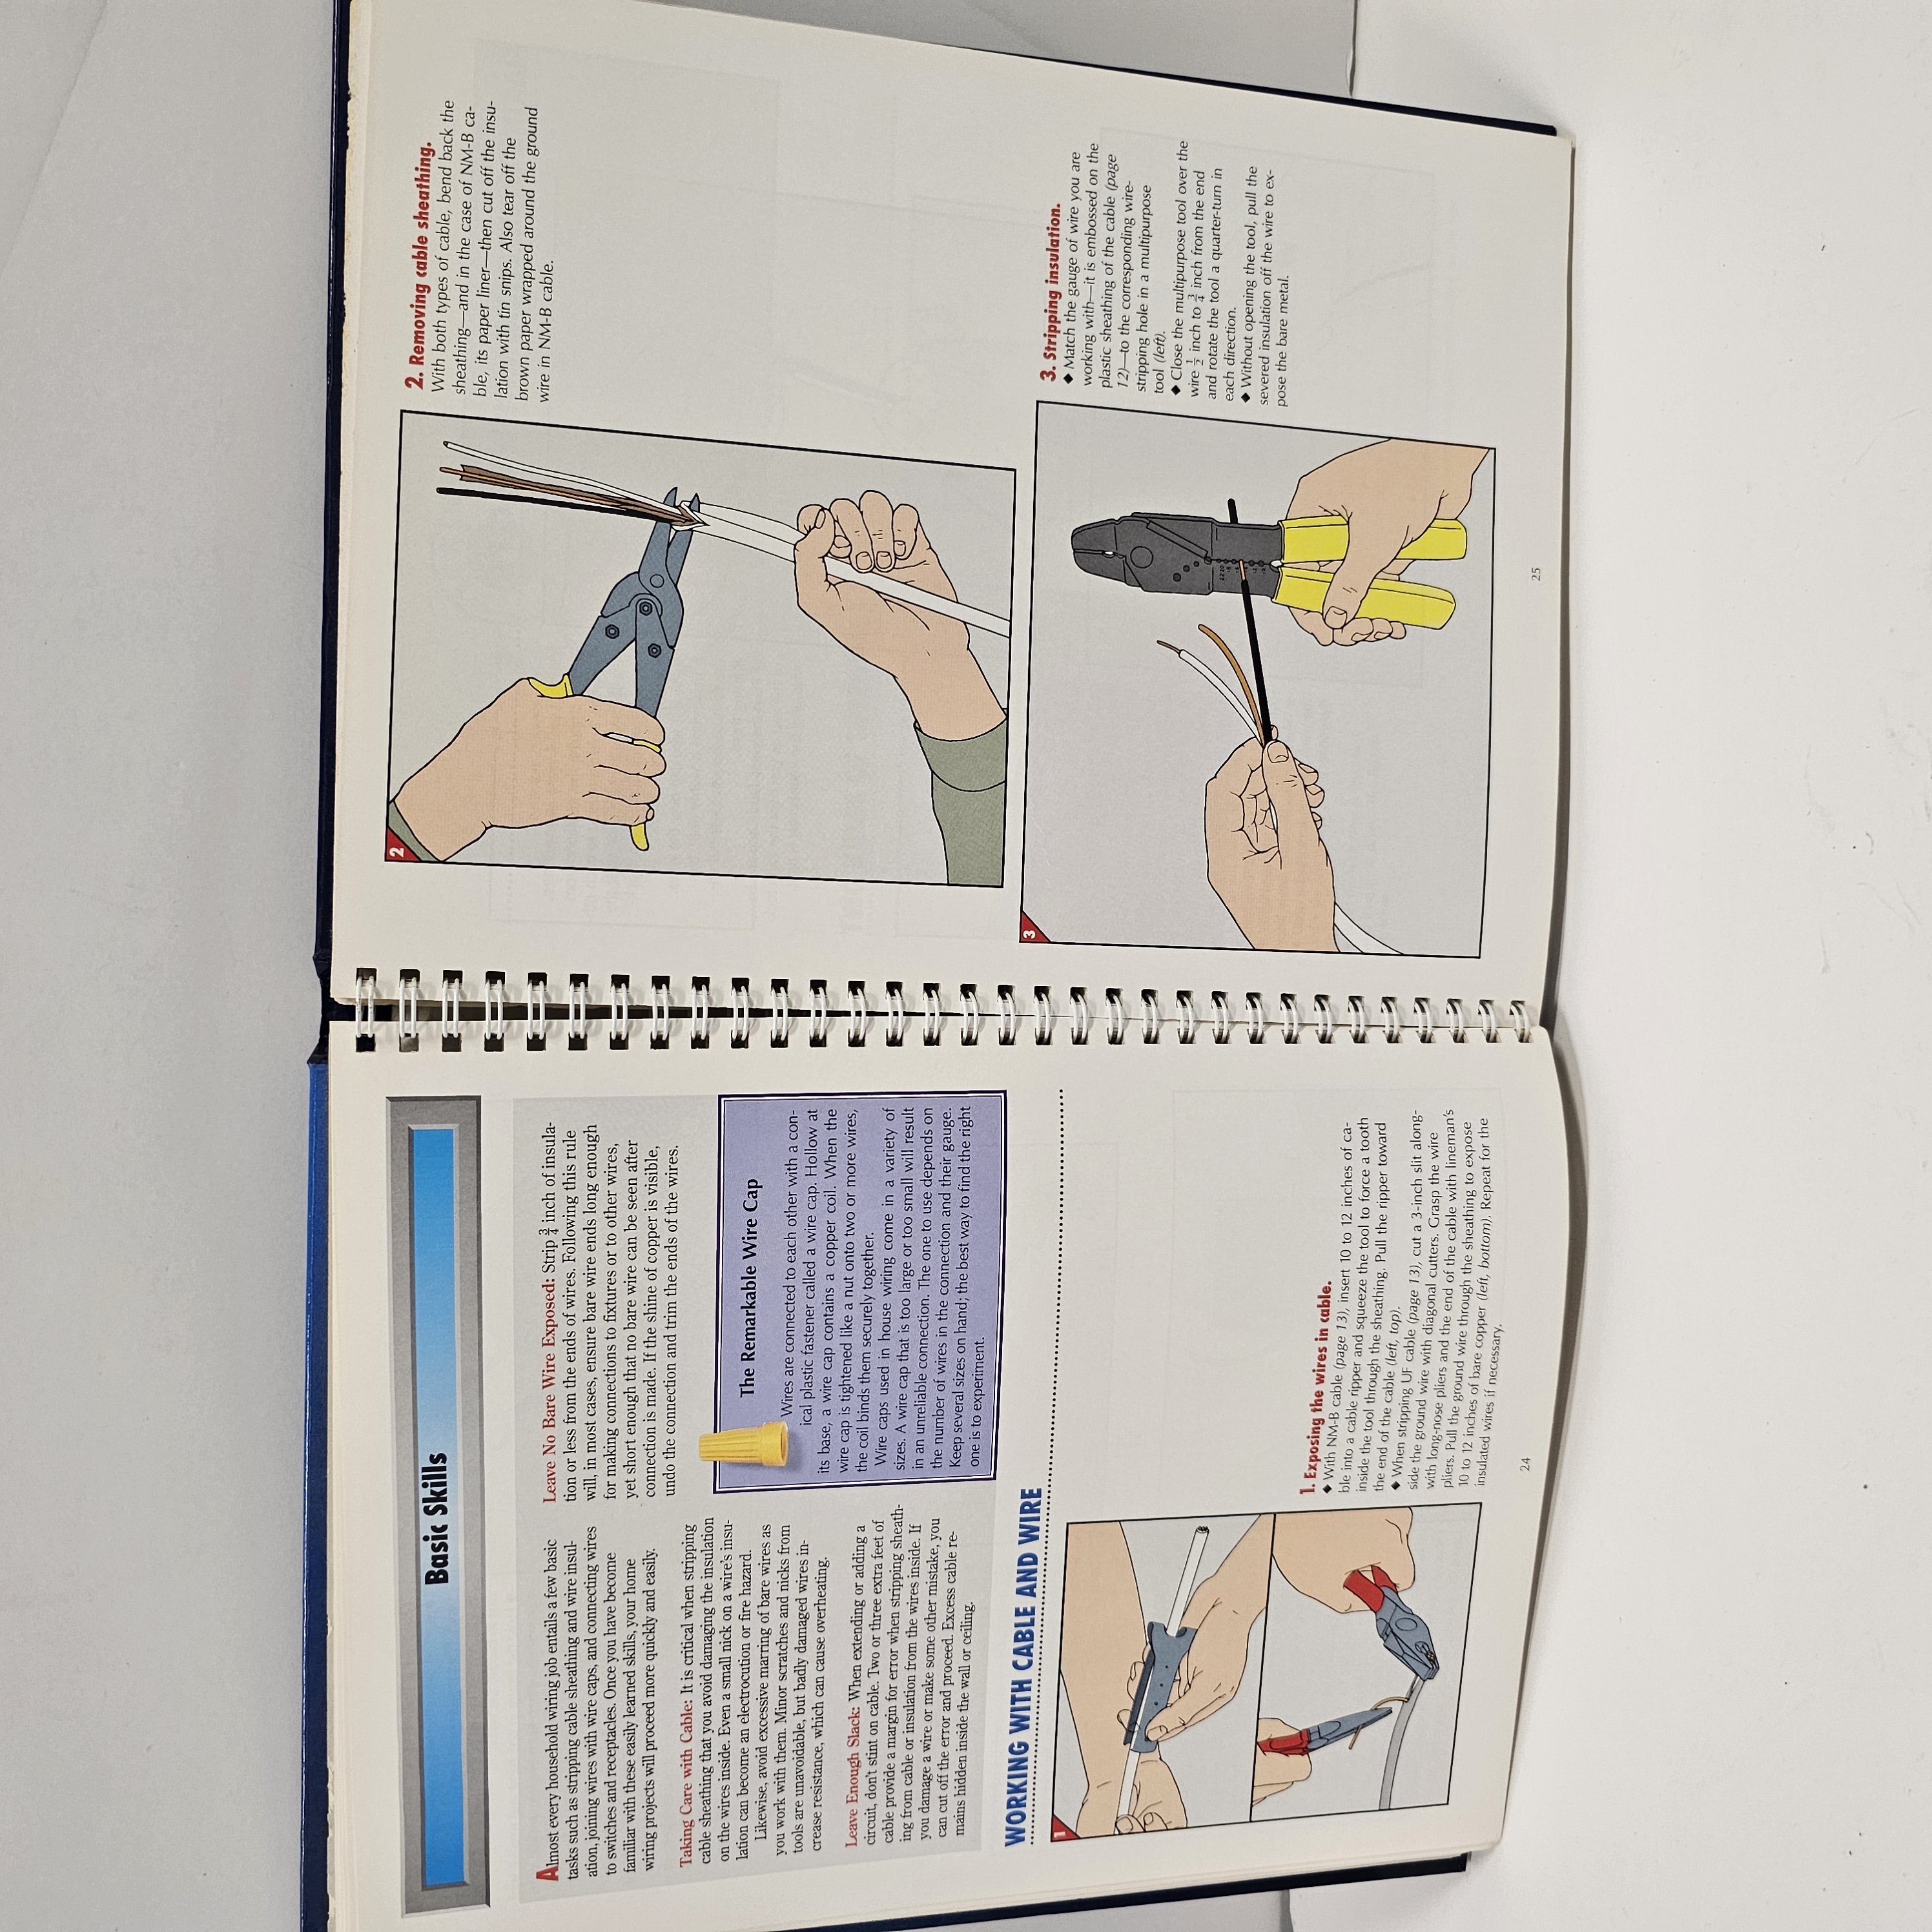 Basic Skills
Almost every household wiring job entails a few basic
tasks such as stripping cable sheathing and wire insul-
ation, joining wires with wire caps, and connecting wires
to switches and receptacles. Once you have become
familiar with these easily learned skills, your home
wiring projects will proceed more quickly and easily.
Taking Care with Cable: It is critical when stripping
cable sheathing that you avoid damaging the insulation
on the wires inside. Even a small nick on a wire's insu-
lation can become an electrocution or fire hazard.
Likewise, avoid excessive marring of bare wires as
you work with them. Minor scratches and nicks from
tools are unavoidable, but badly damaged wires in-
crease resistance, which can cause overheating.
Leave Enough Slack: When extending or adding a
circuit, don't stint on cable. Two or three extra feet of
cable provide a margin for error when stripping sheath-
ing from cable or insulation from the wires inside. If
you damage a wire or make some other mistake, you
can cut off the error and proceed. Excess cable re-
mains hidden inside the wall or ceiling.
Leave No Bare Wire Exposed: Strip 3/4 inch of insula-
tion or less from the ends of wires. Following this rule
will, in most cases, ensure bare wire ends long enough
for making connections to fixtures or to other wires,
yet short enough that no bare wire can be seen after
connection is made. If the shine of copper is visible,
undo the connection and trim the ends of the wires.
The Remarkable Wire Cap
Wires are connected to each other with a con-
ical plastic fastener called a wire cap. Hollow at
its base, a wire cap contains a copper coil. When the
wire cap is tightened like a nut onto two or more wires,
the coil binds them securely together.
Wire caps used in house wiring come in a variety of
sizes. A wire cap that is too large or too small will result
in an unreliable connection. The one to use depends on
the number of wires in the connection and their gauge.
Keep several sizes on hand; the best way to find the right
one is to experiment.
WORKING WITH CABLE AND WIRE
1
1. Exposing the wires in cable.
◆ With NM-B cable (page 13), insert 10 to 12 inches of ca-
ble into a cable ripper and squeeze the tool to force a tooth
inside the tool through the sheathing. Pull the ripper toward
the end of the cable (left, top).
◆ When stripping UF cable (page 13), cut a 3-inch slit along-
side the ground wire with diagonal cutters. Grasp the wire
with long-nose pliers and the end of the cable with lineman's
pliers. Pull the ground wire through the sheathing to expose
10 to 12 inches of bare copper (left, bottom). Repeat for the
insulated wires if necessary.
24
2
2. Removing cable sheathing.
With both types of cable, bend back the
sheathing—and in the case of NM-B ca-
ble, its paper liner—then cut off the insu-
lation with tin snips. Also tear off the
brown paper wrapped around the ground
wire in NM-B cable.
3
3. Stripping insulation.
◆ Match the gauge of wire you are
working with—it is embossed on the
plastic sheathing of the cable (page
12)—to the corresponding wire-
stripping hole in a multipurpose
tool (left).
◆ Close the multipurpose tool over the
wire 1/2 inch to 3/4 inch from the end
and rotate the tool a quarter-turn in
each direction.
◆ Without opening the tool, pull the
severed insulation off the wire to ex-
pose the bare metal.
25